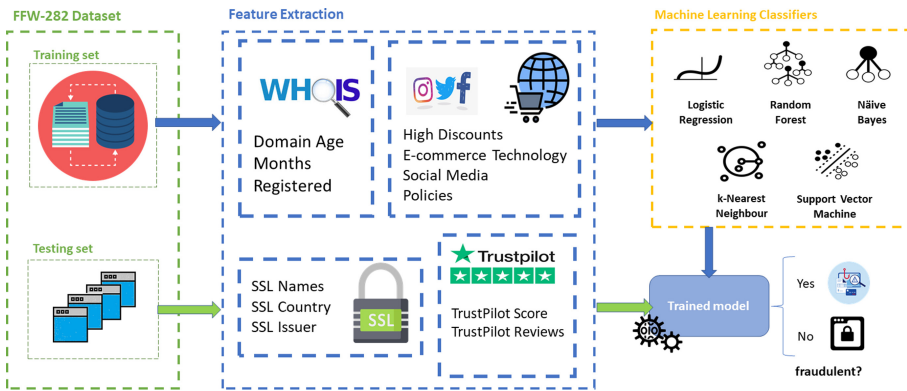 FFW-282 Dataset
Training set
Testing set
Feature Extraction
WHOIS
Domain Age
Months
Registered
High Discounts
E-commerce Technology
Social Media
Policies
SSL Names
SSL Country
SSL Issuer
SSL
Trustpilot
TrustPilot Score
TrustPilot Reviews
Machine Learning Classifiers
Logistic
Regression
Random
Forest
Näive
Bayes
k-Nearest
Neighbour
Support Vector
Machine
Trained model
Yes
No
fraudulent?